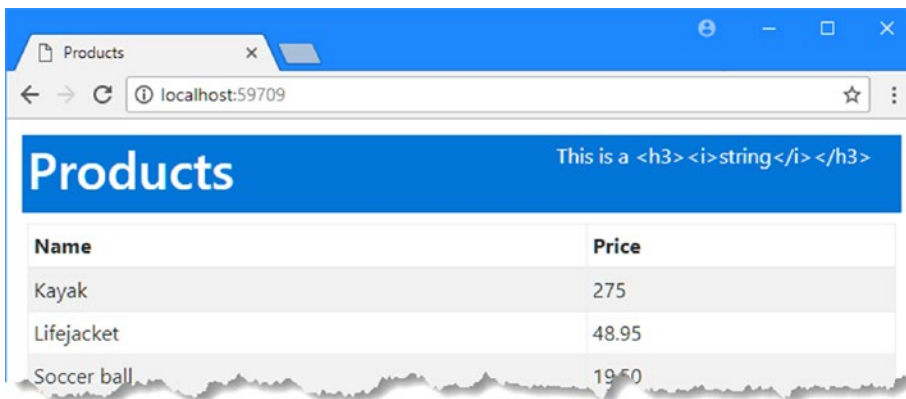 Products
localhost:59709
Products
This is a <h3><i>string</i></h3>
Name Price
Kayak 275
Lifejacket 48.95
Soccer ball 19.50